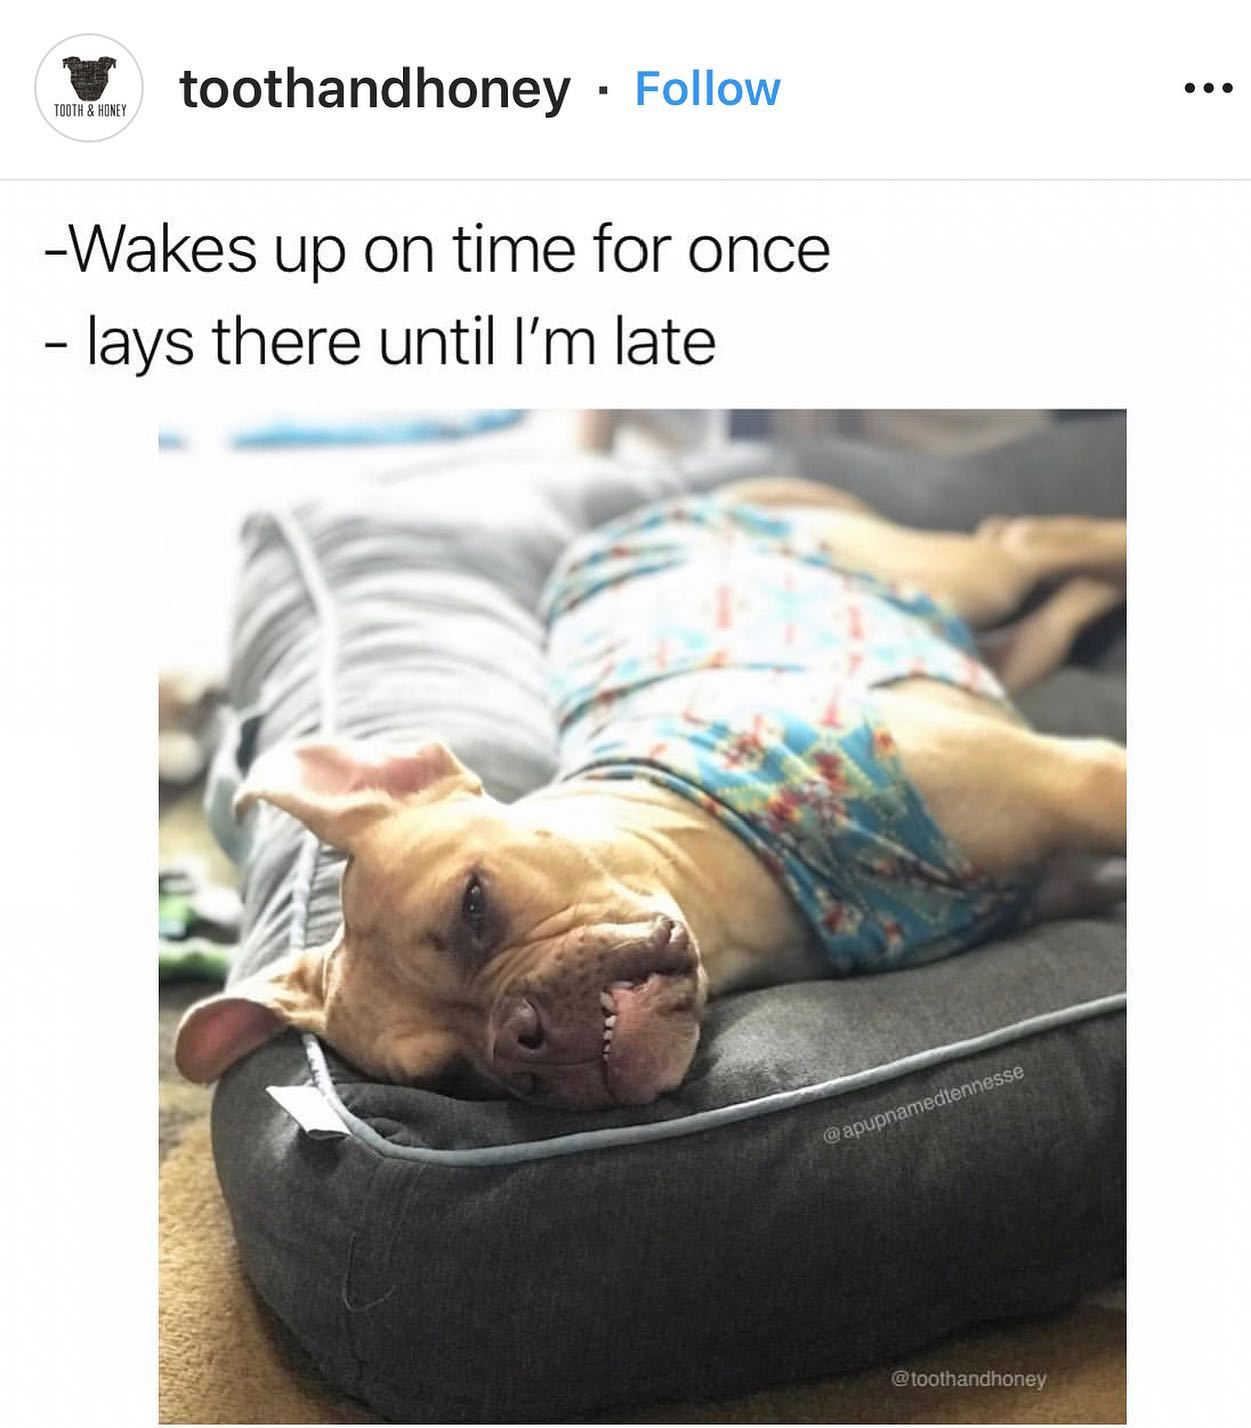 TOOTH & HONEY
toothandhoney · Follow
-Wakes up on time for once
- lays there until I'm late
@apupnamedtennesse
@toothandhoney